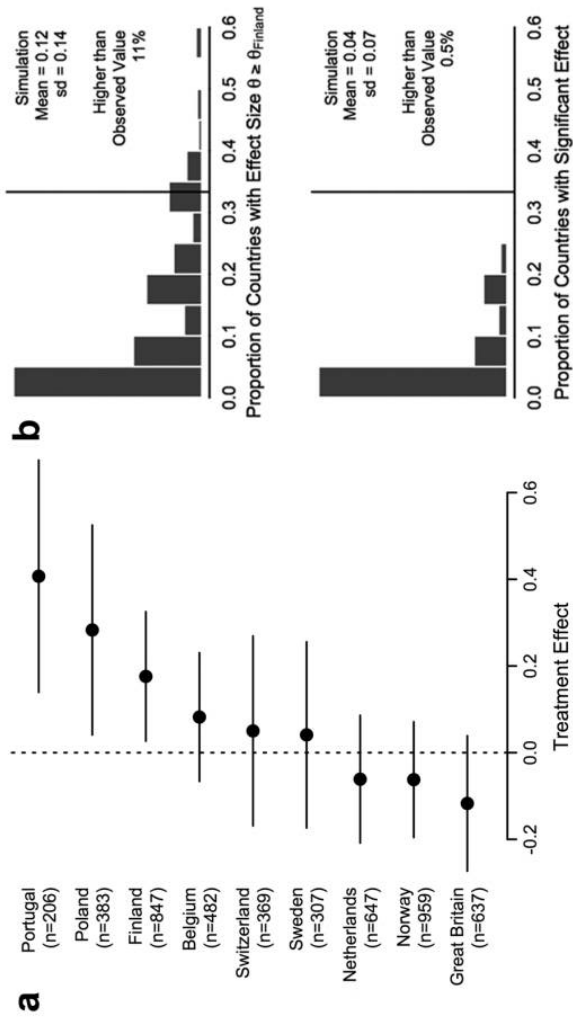 a
Portugal
(n=206)
Poland
(n=383)
Finland
(n=847)
Belgium
(n=482)
Switzerland
(n=369)
Sweden
(n=307)
Netherlands
(n=647)
Norway
(n=959)
Great Britain
(n=637)
-0.2 0.0 0.2 0.4 0.6
Treatment Effect
b
Simulation
Mean = 0.12
sd = 0.14
Higher than
Observed Value
11%
0.0 0.1 0.2 0.3 0.4 0.5 0.6
Proportion of Countries with Effect Size θ ≥ θFinland
Simulation
Mean = 0.04
sd = 0.07
Higher than
Observed Value
0.5%
0.0 0.1 0.2 0.3 0.4 0.5 0.6
Proportion of Countries with Significant Effect